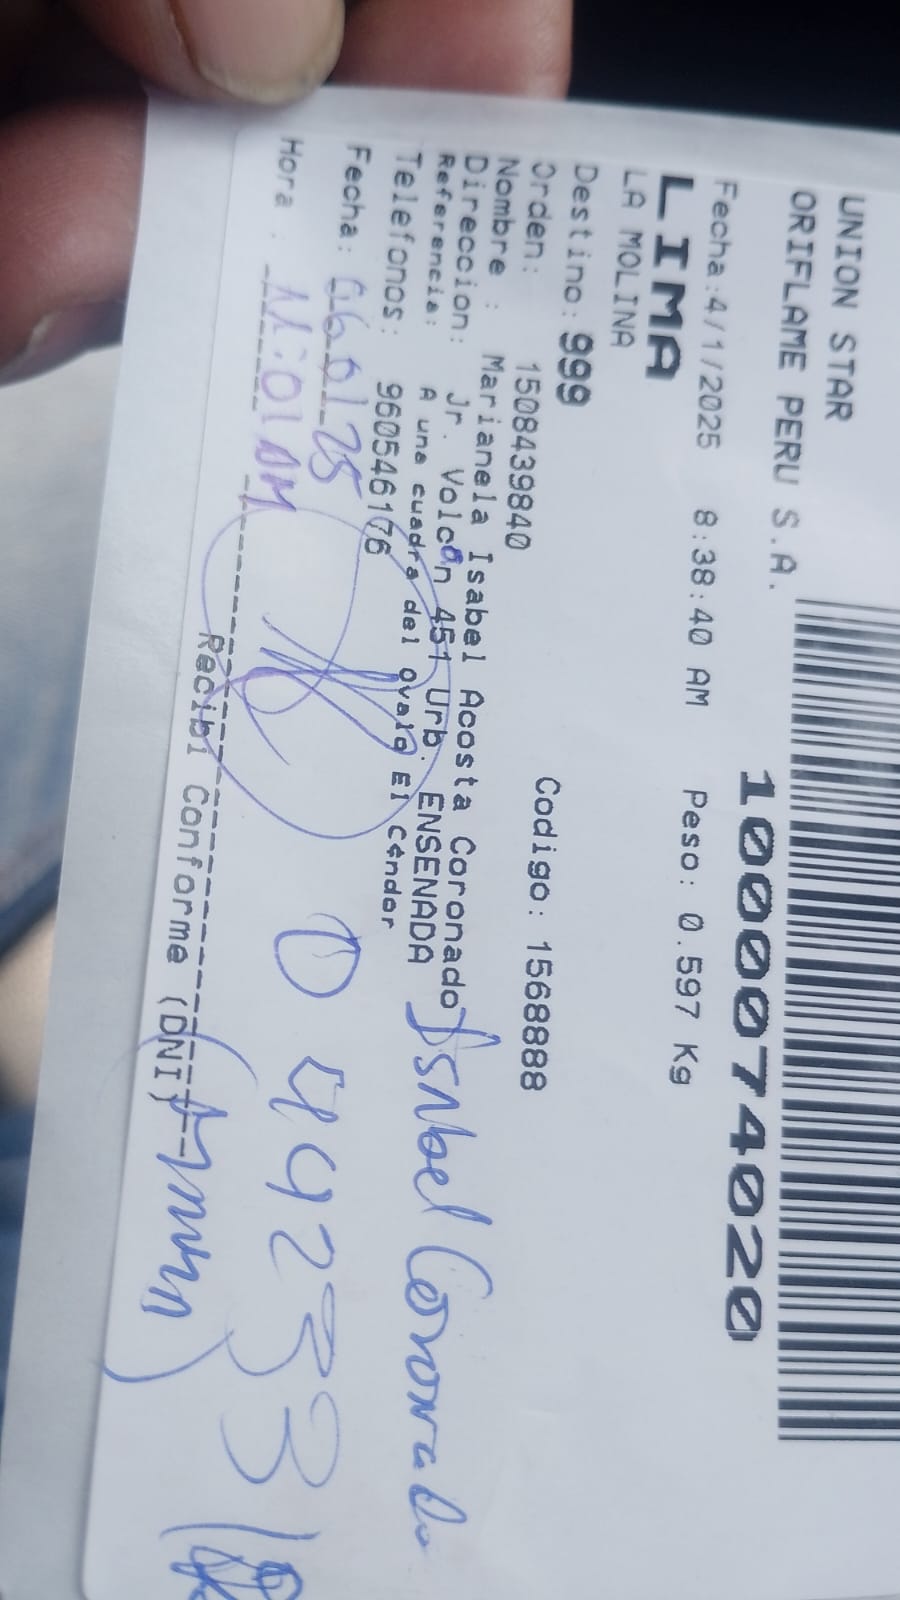 UNION STAR
ORIFLAME PERU S.A.
1000074020
Fecha:4/1/2025 8:38:40 AM Peso: 0.597 Kg
LIMA
LA MOLINA
Destino: 999
Orden: 1508439840 Codigo: 1568888
Nombre : Marianela Isabel Acosta Coronado
Direccion: Jr. Volcán 451 Urb. ENSENADA
Referencia: A una cuadra del ovalo El Cóndor
Telefonos: 960546176
Isabel Coronado
Fecha: 06 01 25
Hora : 11:01 AM
Recibi Conforme (DNI)